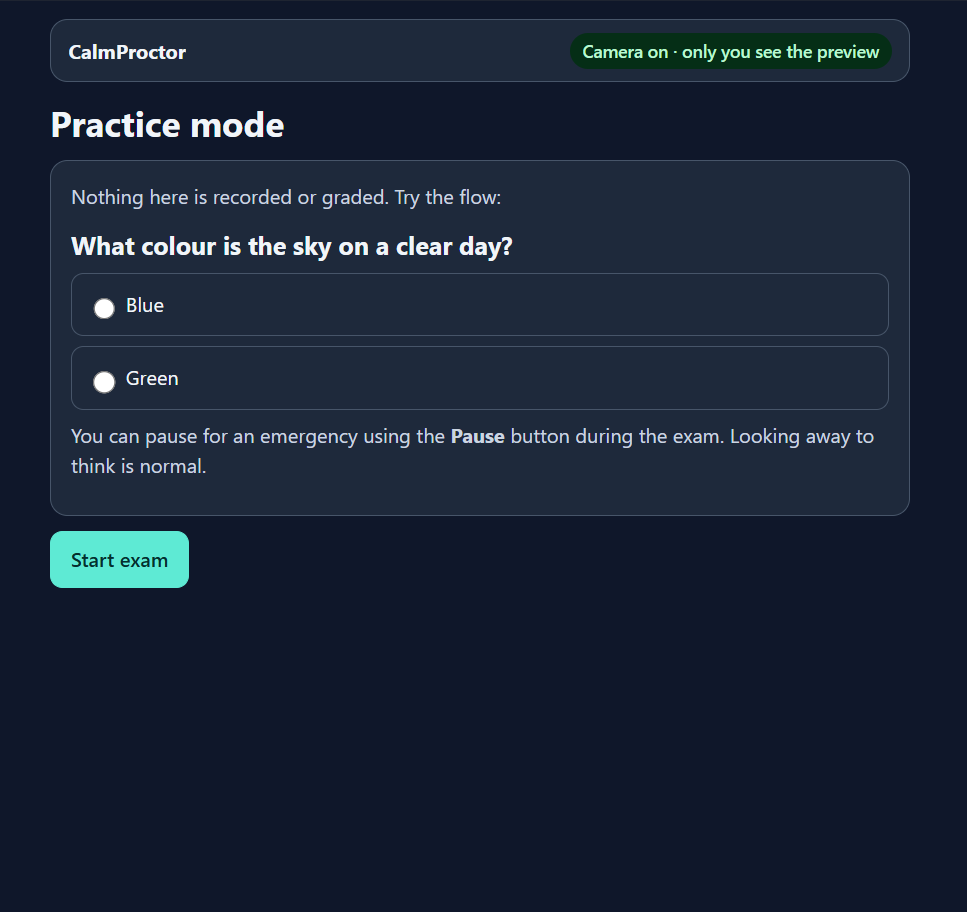 CalmProctor
Camera on · only you see the preview
Practice mode
Nothing here is recorded or graded. Try the flow:
What colour is the sky on a clear day?
Blue
Green
You can pause for an emergency using the Pause button during the exam. Looking away to
think is normal.
Start exam